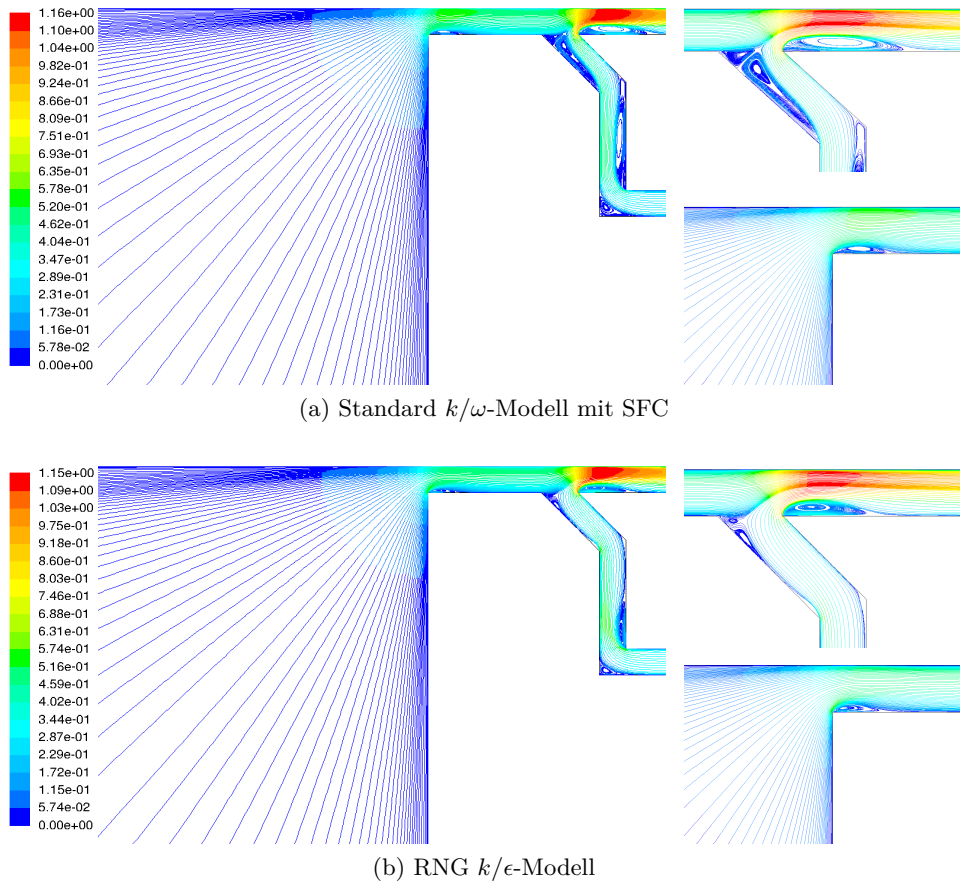 1.16e+00
1.10e+00
1.04e+00
9.82e-01
9.24e-01
8.66e-01
8.09e-01
7.51e-01
6.93e-01
6.35e-01
5.78e-01
5.20e-01
4.62e-01
4.04e-01
3.47e-01
2.89e-01
2.31e-01
1.73e-01
1.16e-01
5.78e-02
0.00e+00
(a) Standard k/ω-Modell mit SFC
1.15e+00
1.09e+00
1.03e+00
9.75e-01
9.18e-01
8.60e-01
8.03e-01
7.46e-01
6.88e-01
6.31e-01
5.74e-01
5.16e-01
4.59e-01
4.02e-01
3.44e-01
2.87e-01
2.29e-01
1.72e-01
1.15e-01
5.74e-02
0.00e+00
(b) RNG k/ϵ-Modell